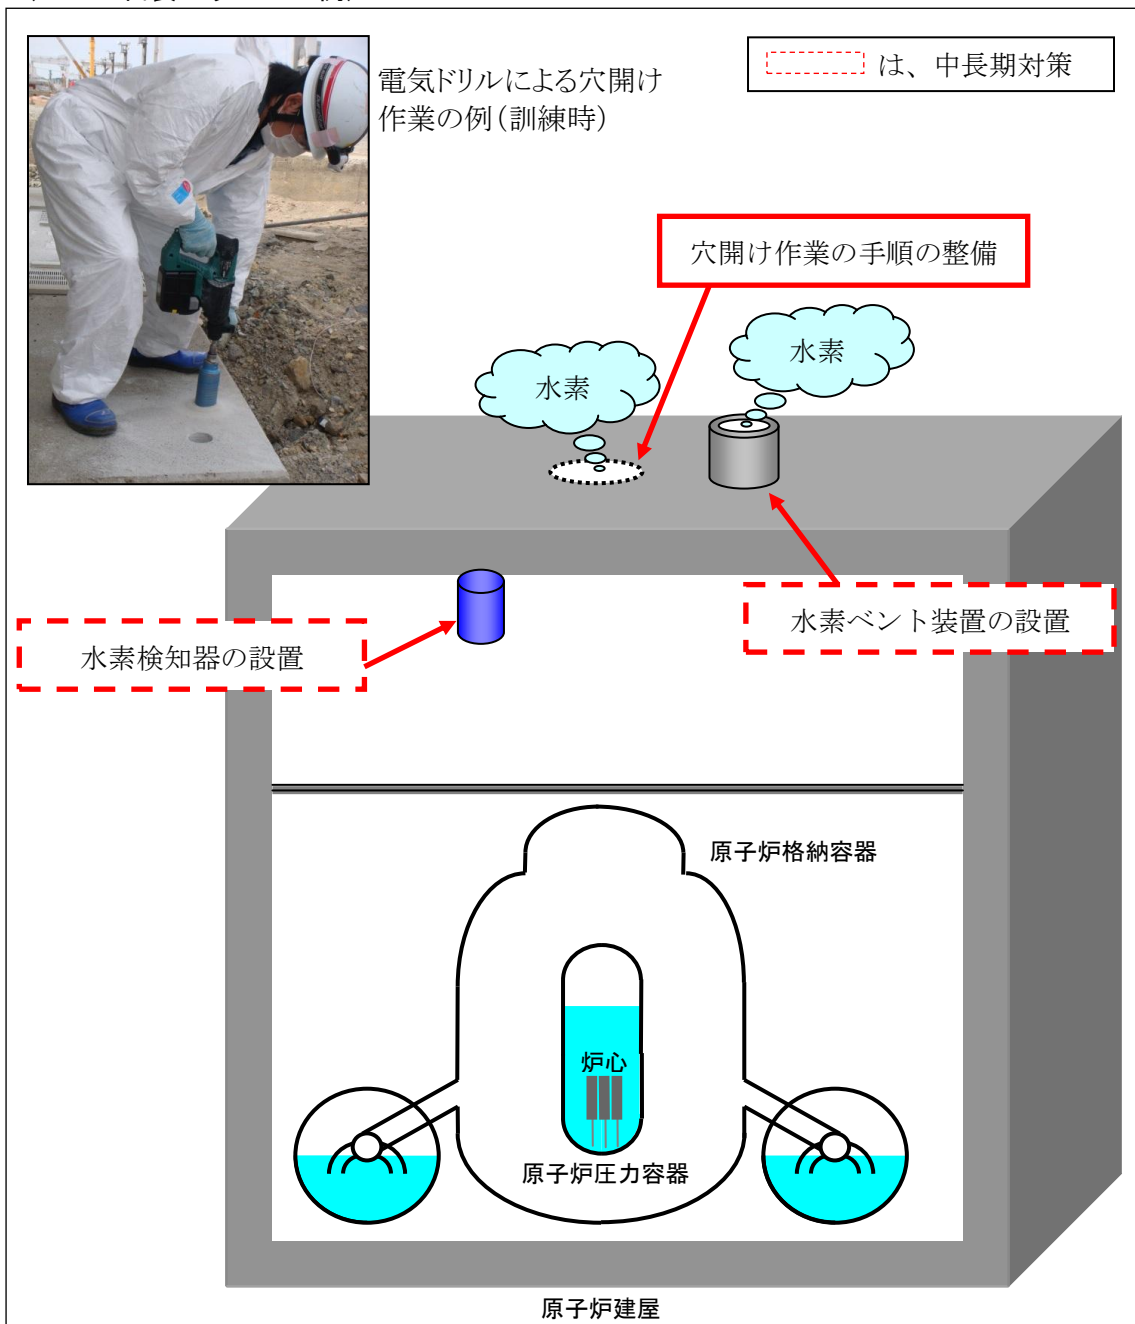 電気ドリルによる穴開け
作業の例(訓練時)
は、中長期対策
穴開け作業の手順の整備
水素
水素
水素ベント装置の設置
水素検知器の設置
原子炉格納容器
炉心
原子炉圧力容器
原子炉建屋